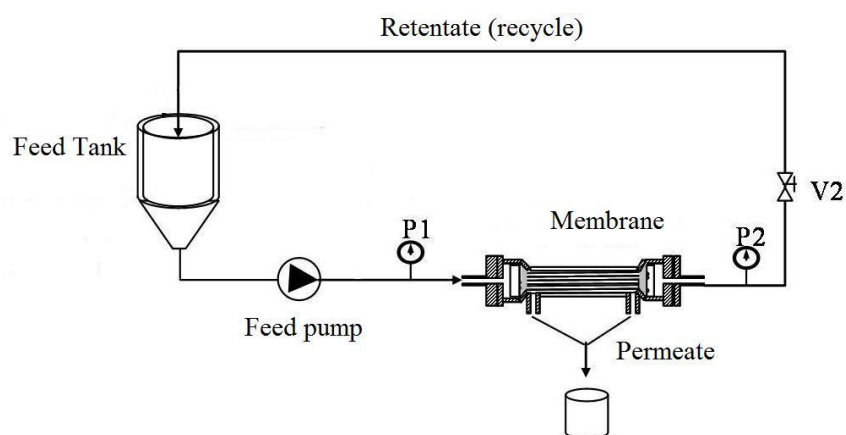 Retentate (recycle)
Feed Tank
V2
Membrane
P1
P2
Feed pump
Permeate